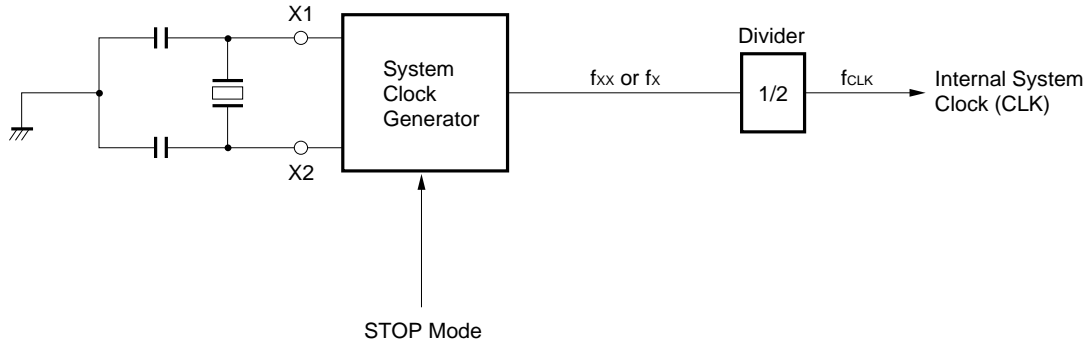 X1
System
Clock
Generator
X2
STOP Mode
fXX or fX
Divider
1/2
fCLK
Internal System
Clock (CLK)